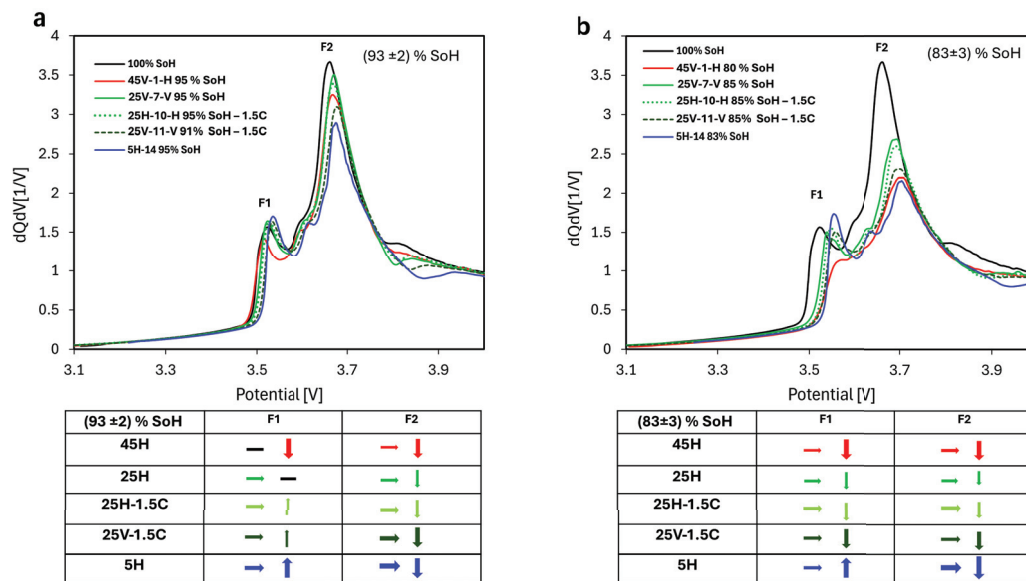 a
(93 ±2) % SoH
F2
F1
100% SoH
45V-1-H 95 % SoH
25V-7-V 95 % SoH
25H-10-H 95% SoH – 1.5C
25V-11-V 91% SoH – 1.5C
5H-14 95% SoH
dQdV[1/V]
4
3.5
3
2.5
2
1.5
1
0.5
0
3.1 3.3 3.5 3.7 3.9
Potential [V]
(93 ±2) % SoH F1 F2
45H
25H
25H-1.5C
25V-1.5C
5H
b
(83±3) % SoH
F2
F1
100% SoH
45V-1-H 80 % SoH
25V-7-V 85 % SoH
25H-10-H 85% SoH – 1.5C
25V-11-V 85% SoH – 1.5C
5H-14 83% SoH
dQdV[1/V]
4
3.5
3
2.5
2
1.5
1
0.5
0
3.1 3.3 3.5 3.7 3.9
Potential [V]
(83±3) % SoH F1 F2
45H
25H
25H-1.5C
25V-1.5C
5H